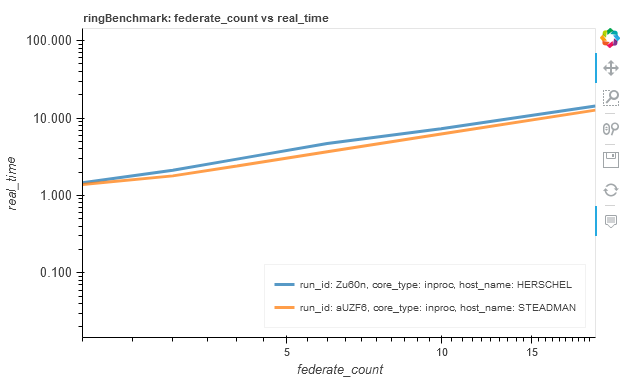 ringBenchmark: federate_count vs real_time
100.000
10.000
1.000
0.100
real_time
run_id: Zu60n, core_type: inproc, host_name: HERSCHEL
run_id: aUZF6, core_type: inproc, host_name: STEADMAN
5
10
15
federate_count